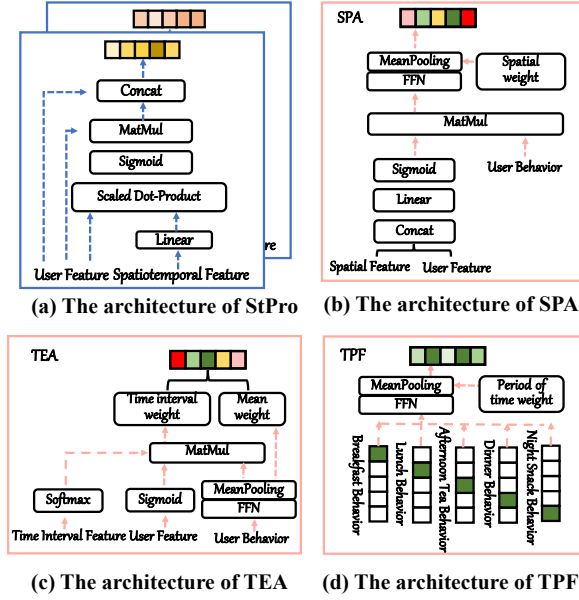 Concat
MatMul
Sigmoid
Scaled Dot-Product
Linear
re
User Feature Spatiotemporal Feature
(a) The architecture of StPro
SPA
MeanPooling
FFN
Spatial
weight
MatMul
Sigmoid
User Behavior
Linear
Concat
Spatial Feature User Feature
(b) The architecture of SPA
TEA
Time interval
weight
Mean
weight
MatMul
Softmax
Sigmoid
MeanPooling
FFN
Time Interval Feature User Feature User Behavior
(c) The architecture of TEA
TPF
MeanPooling
FFN
Period of
time weight
Breakfast Behavior
Lunch Behavior
Afternoon Tea Behavior
Dinner Behavior
Night Snack Behavior
(d) The architecture of TPF